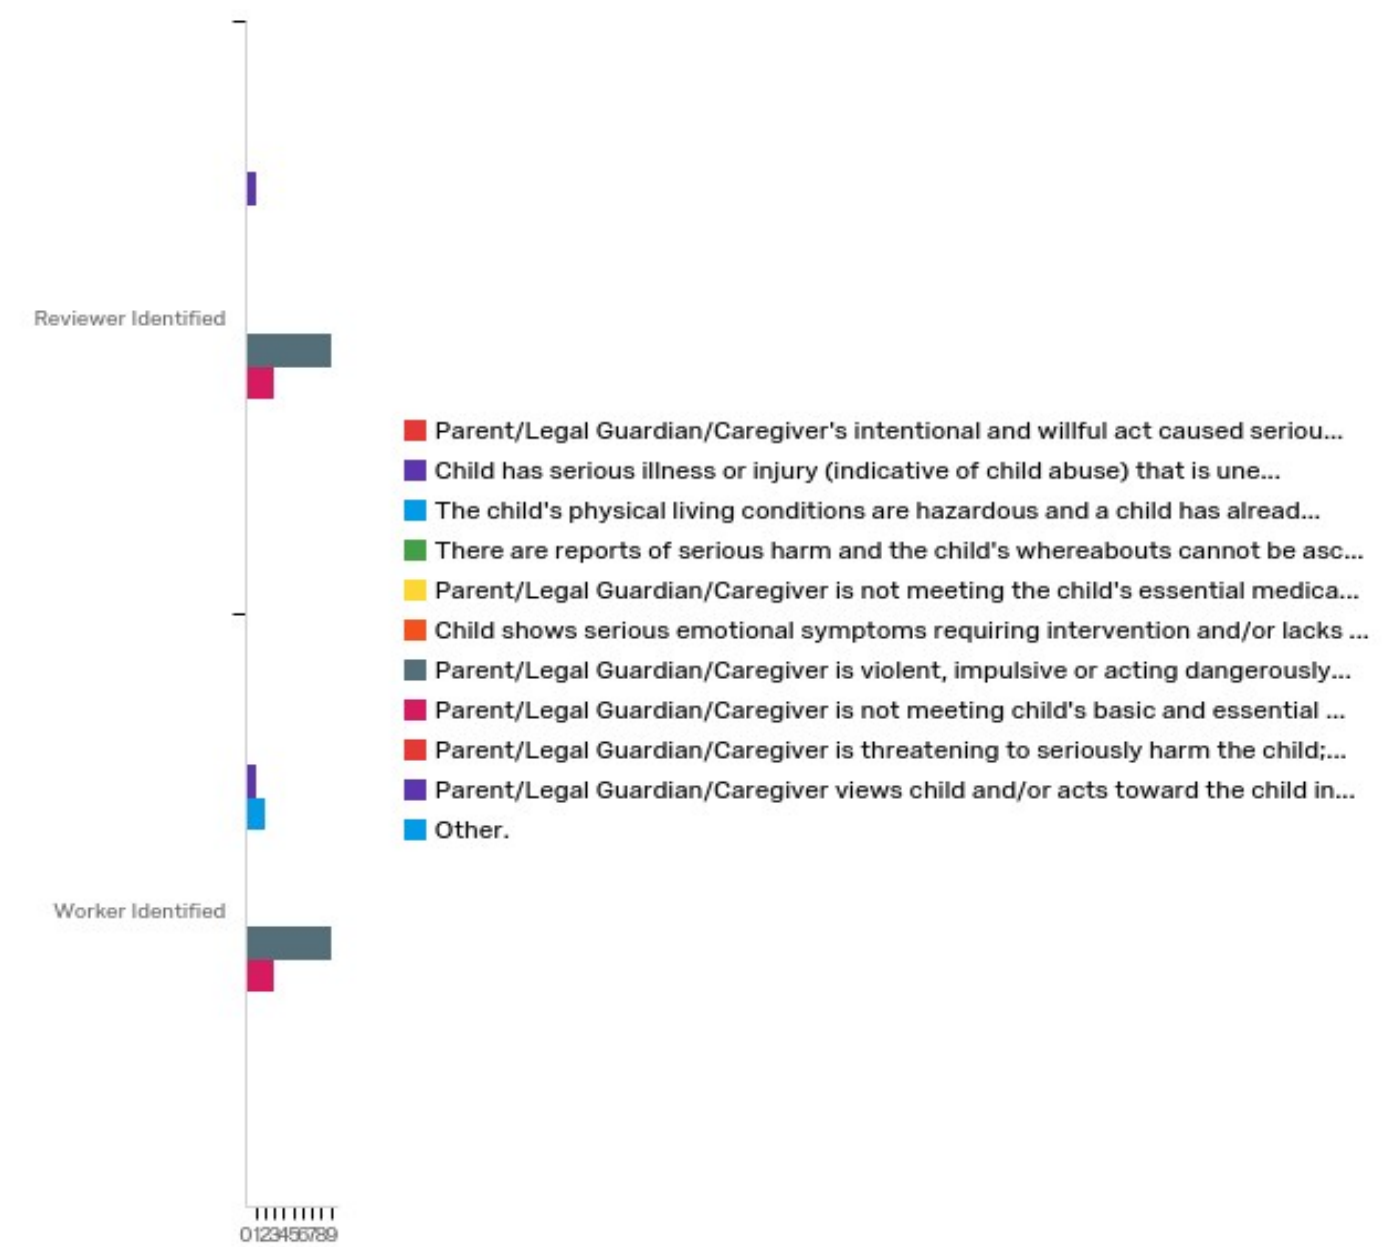 Reviewer Identified
Parent/Legal Guardian/Caregiver's intentional and willful act caused seriou...
Child has serious illness or injury (indicative of child abuse) that is une...
The child's physical living conditions are hazardous and a child has alread...
There are reports of serious harm and the child's whereabouts cannot be asc...
Parent/Legal Guardian/Caregiver is not meeting the child's essential medica...
Child shows serious emotional symptoms requiring intervention and/or lacks ...
Parent/Legal Guardian/Caregiver is violent, impulsive or acting dangerously...
Parent/Legal Guardian/Caregiver is not meeting child's basic and essential ...
Parent/Legal Guardian/Caregiver is threatening to seriously harm the child;...
Parent/Legal Guardian/Caregiver views child and/or acts toward the child in...
Other.
Worker Identified
0123456789